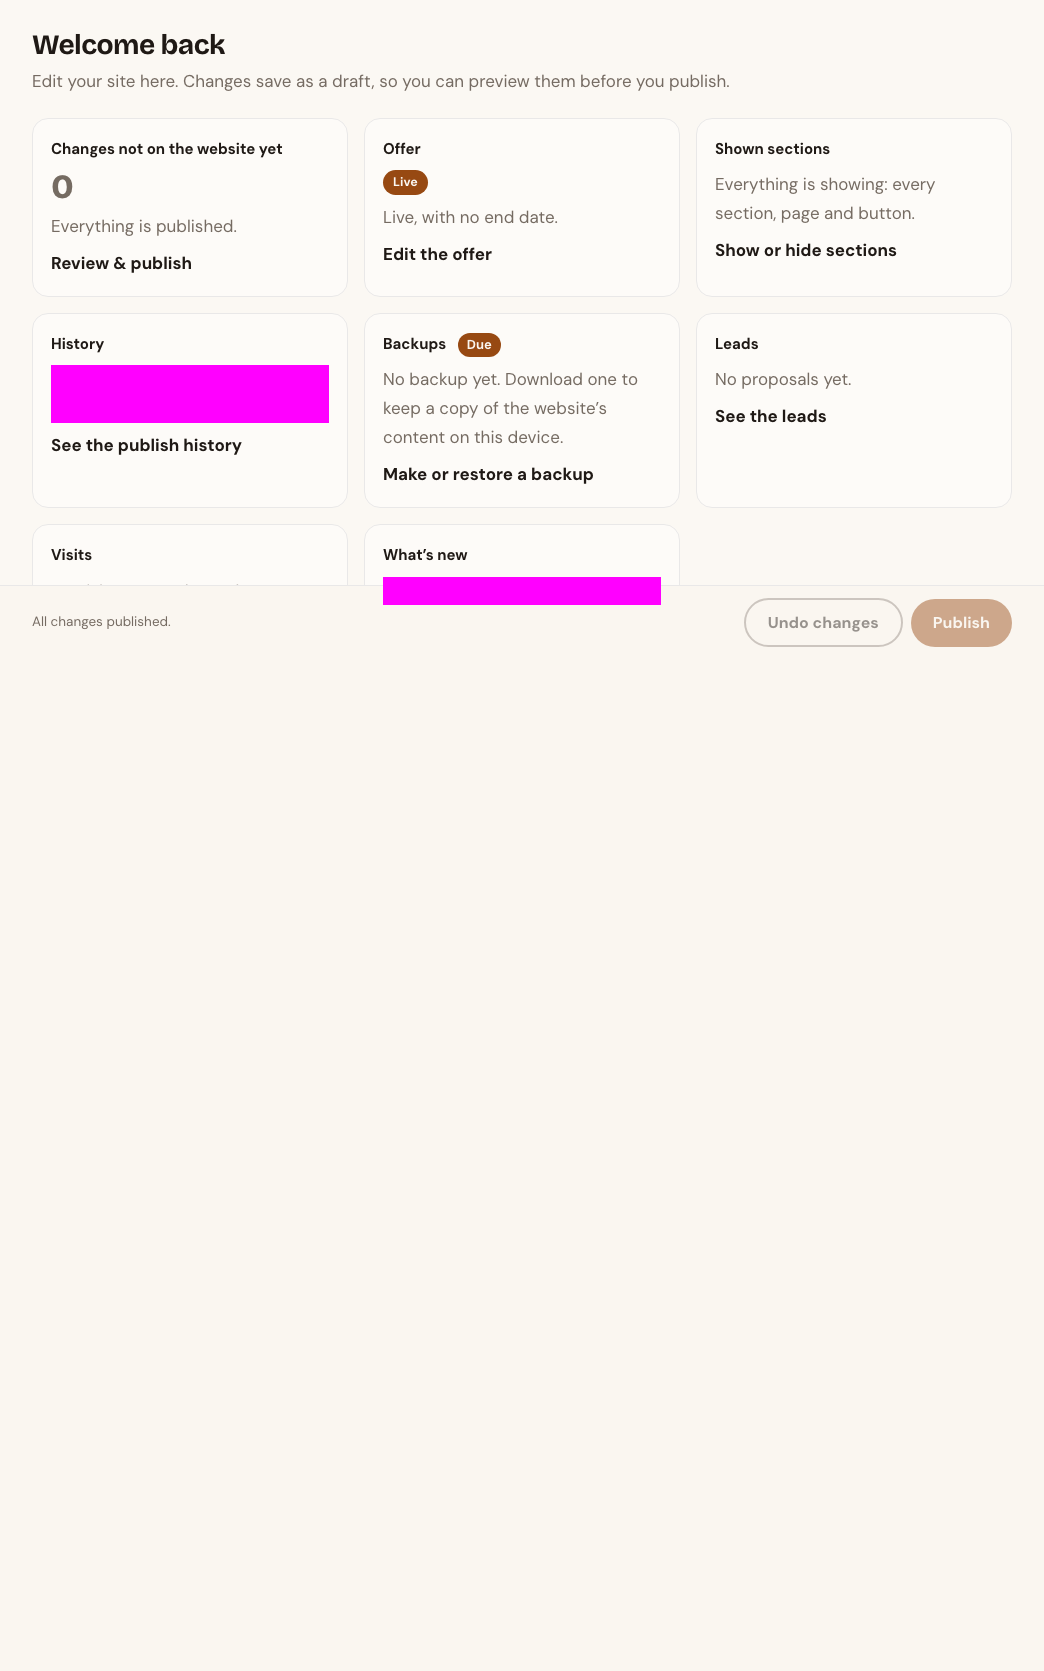 Welcome back
Edit your site here. Changes save as a draft, so you can preview them before you publish.
Changes not on the website yet
0
Everything is published.
Review & publish
Offer
Live
Live, with no end date.
Edit the offer
Shown sections
Everything is showing: every
section, page and button.
Show or hide sections
History
See the publish history
Backups Due
No backup yet. Download one to
keep a copy of the website’s
content on this device.
Make or restore a backup
Leads
No proposals yet.
See the leads
Visits
What’s new
All changes published.
Undo changes
Publish